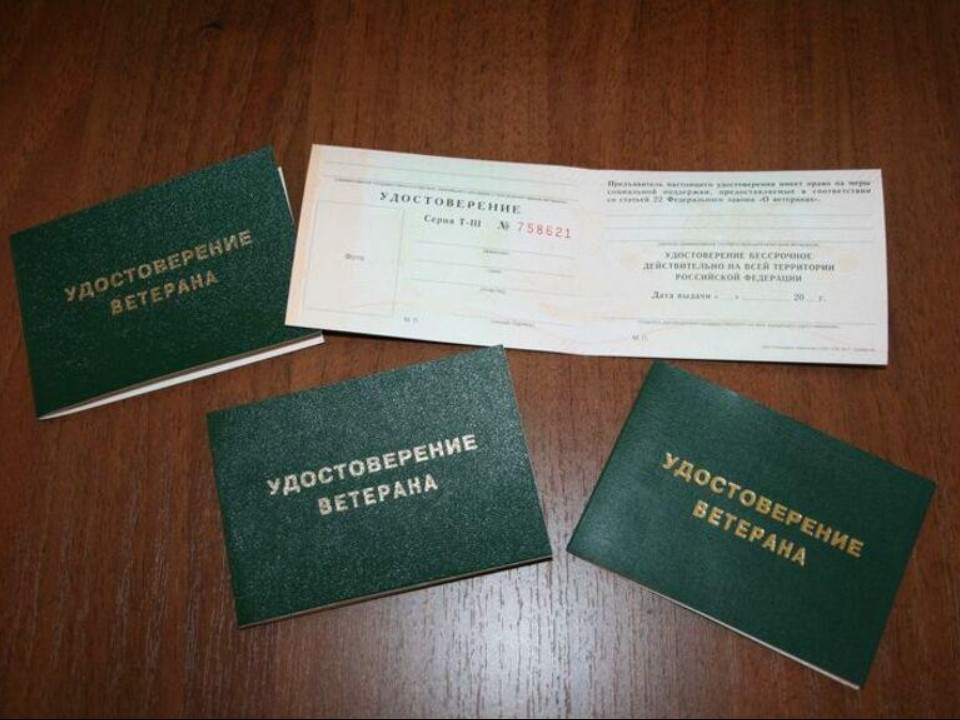 УДОСТОВЕРЕНИЕ
ВЕТЕРАНА
УДОСТОВЕРЕНИЕ
Серия Т-III № 758621
Фото
М.П.
Предъявитель настоящего удостоверения имеет право на меры
социальной поддержки, предоставляемые в соответствии
со статьей 22 Федерального закона «О ветеранах».
УДОСТОВЕРЕНИЕ БЕССРОЧНОЕ
ДЕЙСТВИТЕЛЬНО НА ВСЕЙ ТЕРРИТОРИИ
РОССИЙСКОЙ ФЕДЕРАЦИИ
Дата выдачи « » 20 г.
М.П.
УДОСТОВЕРЕНИЕ
ВЕТЕРАНА
УДОСТОВЕРЕНИЕ
ВЕТЕРАНА